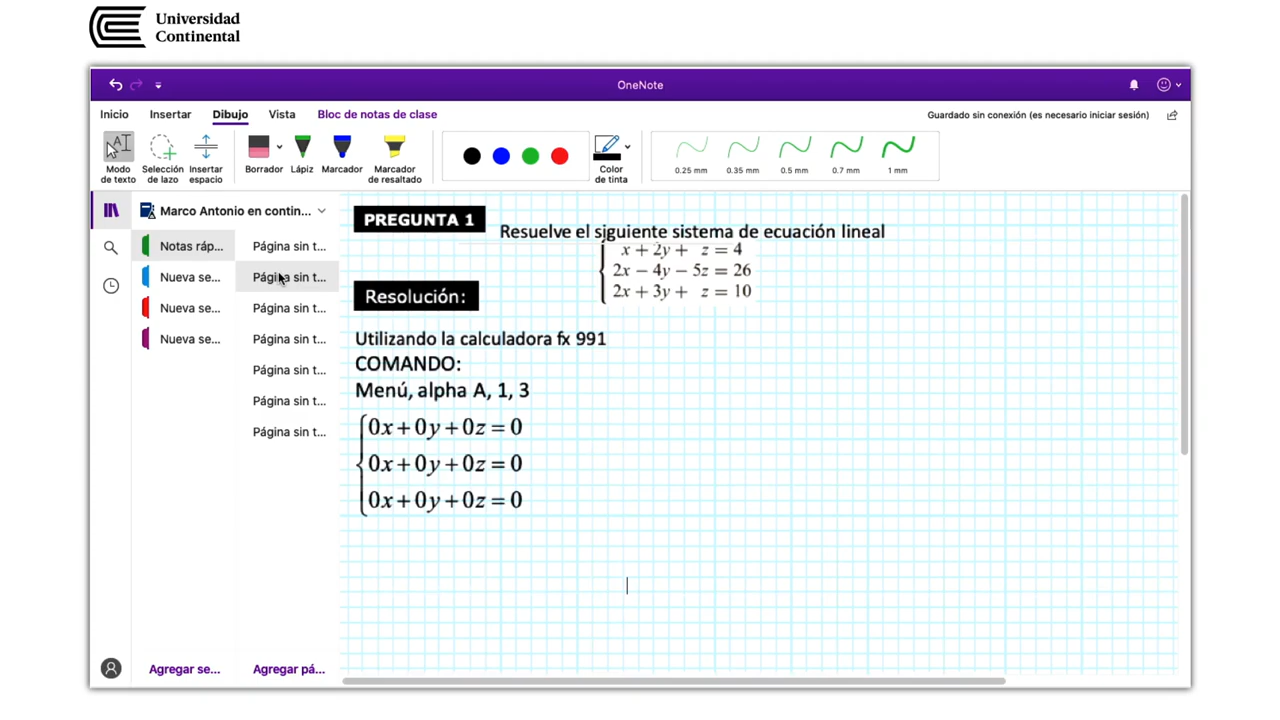 Universidad
Continental
OneNote
Inicio Insertar Dibujo Vista Bloc de notas de clase
Guardado sin conexión (es necesario iniciar sesión)
Modo
de texto
Selección
de lazo
Insertar
espacio
Borrador
Lápiz
Marcador
Marcador
de resaltado
Color
de tinta
0.25 mm 0.35 mm 0.5 mm 0.7 mm 1 mm
Marco Antonio en contin...
Notas ráp...
Nueva se...
Nueva se...
Nueva se...
Página sin t...
Página sin t...
Página sin t...
Página sin t...
Página sin t...
Página sin t...
Página sin t...
Agregar se...
Agregar pá...
PREGUNTA 1
Resuelve el siguiente sistema de ecuación lineal
x + 2y + z = 4
2x − 4y − 5z = 26
2x + 3y + z = 10
Resolución:
Utilizando la calculadora fx 991
COMANDO:
Menú, alpha A, 1, 3
0x + 0y + 0z = 0
0x + 0y + 0z = 0
0x + 0y + 0z = 0